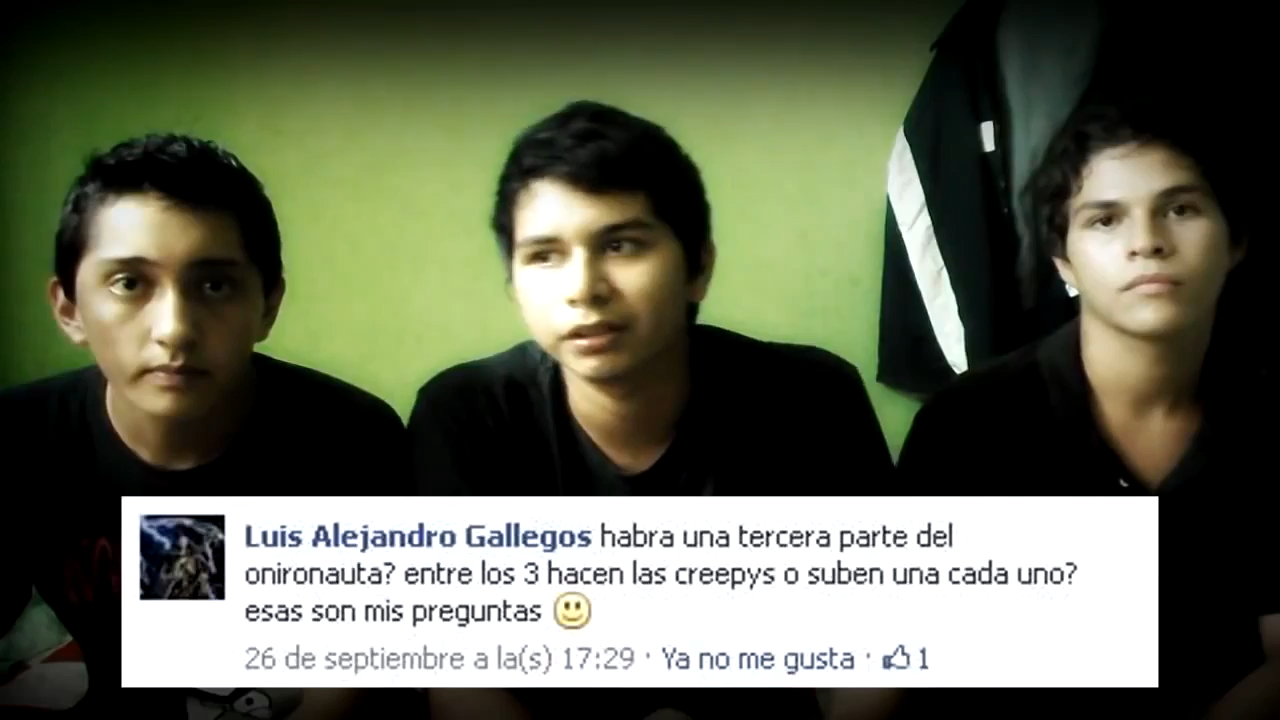 Luis Alejandro Gallegos habra una tercera parte del
onironauta? entre los 3 hacen las creepys o suben una cada uno?
esas son mis preguntas
26 de septiembre a la(s) 17:29 · Ya no me gusta · 1